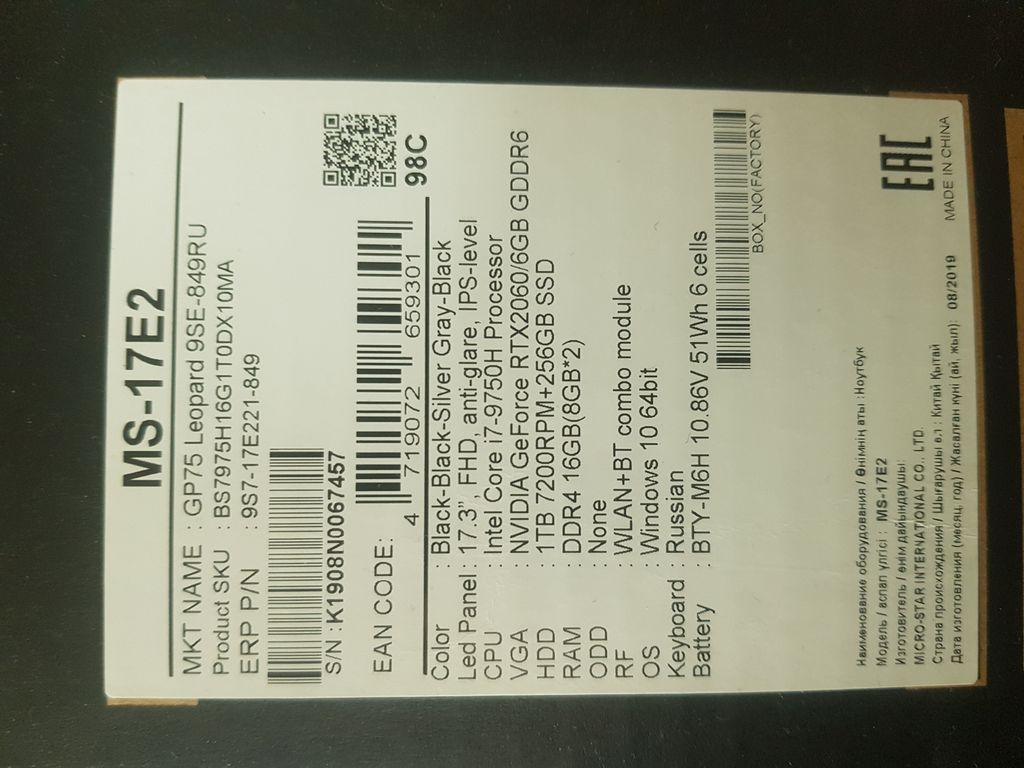 MS-17E2
MKT NAME : GP75 Leopard 9SE-849RU
Product SKU : BS7975H16G1T0DX10MA
ERP P/N : 9S7-17E221-849
S/N:K1908N0067457
EAN CODE:
4 719072 659301
98C
Color : Black-Black-Silver Gray-Black
Led Panel : 17.3", FHD, anti-glare, IPS-level
CPU : Intel Core i7-9750H Processor
VGA : NVIDIA GeForce RTX2060/6GB GDDR6
HDD : 1TB 7200RPM+256GB SSD
RAM : DDR4 16GB(8GB*2)
ODD : None
RF : WLAN+BT combo module
OS : Windows 10 64bit
Keyboard : Russian
Battery : BTY-M6H 10.86V 51Wh 6 cells
BOX_NO(FACTORY)
Наименование оборудования / Өнімнің аты :Ноутбук
Модель / аспап үлгісі : MS-17E2
Изготовитель / өнім дайындаушы:
MICRO-STAR INTERNATIONAL CO., LTD.
Страна происхождения / Шығарушы ел : Китай Қытай
Дата изготовления (месяц, год) / Жасалған күні (ай, жыл): 08/2019
EAC
MADE IN CHINA